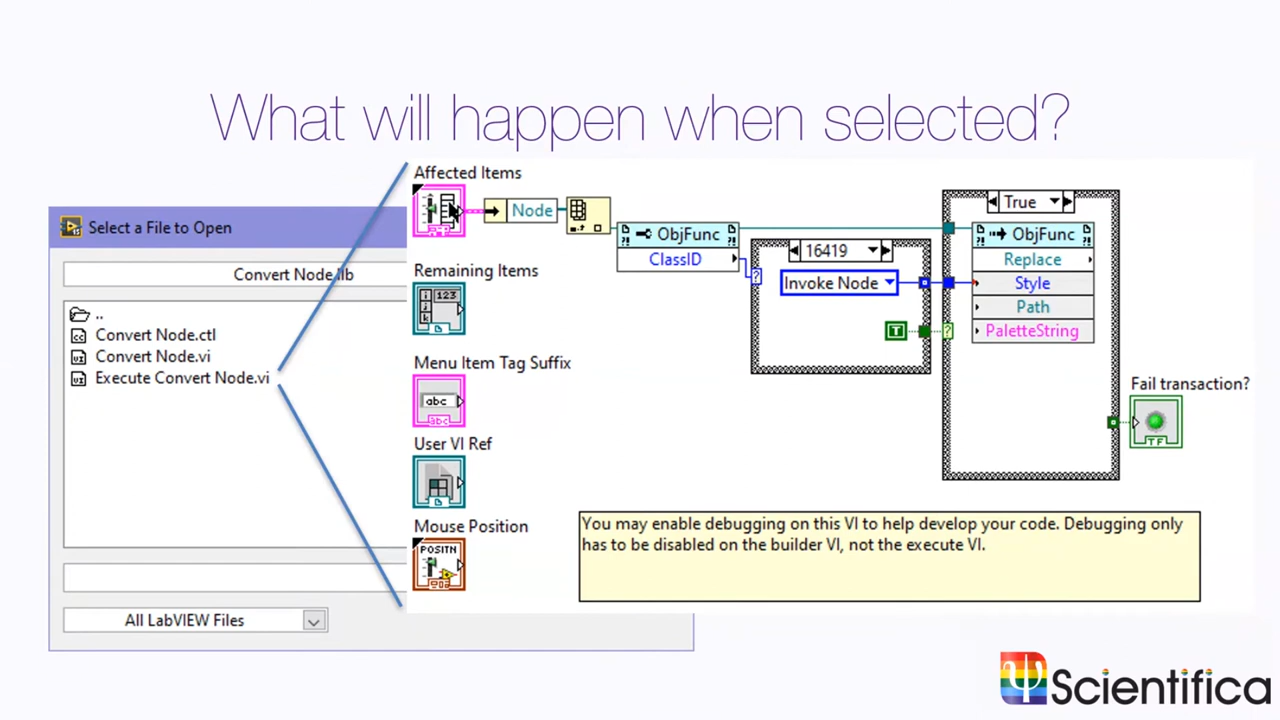 What will happen when selected?
Select a File to Open
Convert Node.llb
..
Convert Node.ctl
Convert Node.vi
Execute Convert Node.vi
All LabVIEW Files
Affected Items
Node
ObjFunc
ClassID
16419
Invoke Node
T
True
ObjFunc
Replace
Style
Path
PaletteString
Fail transaction?
TF
Remaining Items
123
Menu Item Tag Suffix
abc
abc
User VI Ref
Mouse Position
POSITN
You may enable debugging on this VI to help develop your code. Debugging only
has to be disabled on the builder VI, not the execute VI.
Scientifica